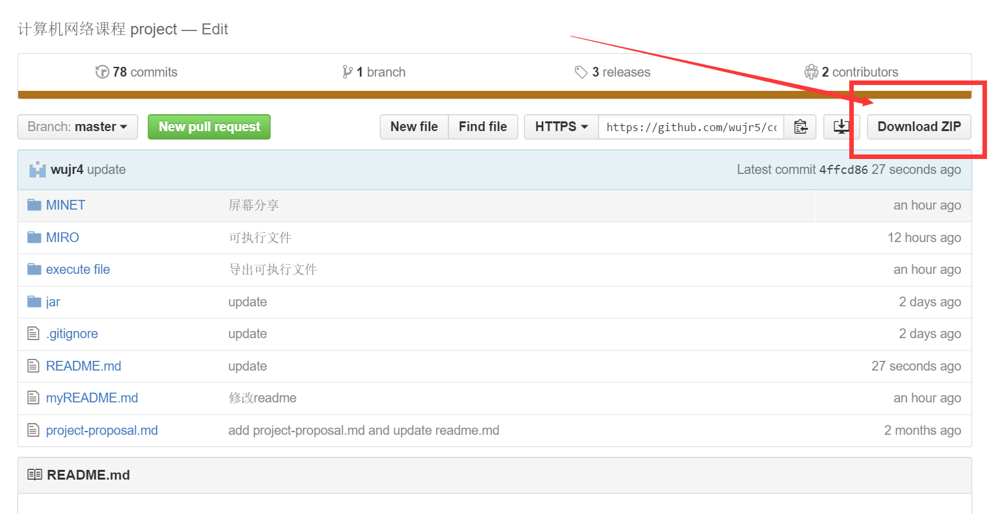 计算机网络课程 project — Edit
78 commits
1 branch
3 releases
2 contributors
Branch: master
New pull request
New file
Find file
HTTPS
https://github.com/wujr5/co
Download ZIP
wujr4 update
Latest commit 4ffcd86 27 seconds ago
MINET 屏幕分享 an hour ago
MIRO 可执行文件 12 hours ago
execute file 导出可执行文件 an hour ago
jar update 2 days ago
.gitignore update 2 days ago
README.md update 27 seconds ago
myREADME.md 修改readme an hour ago
project-proposal.md add project-proposal.md and update readme.md 2 months ago
README.md